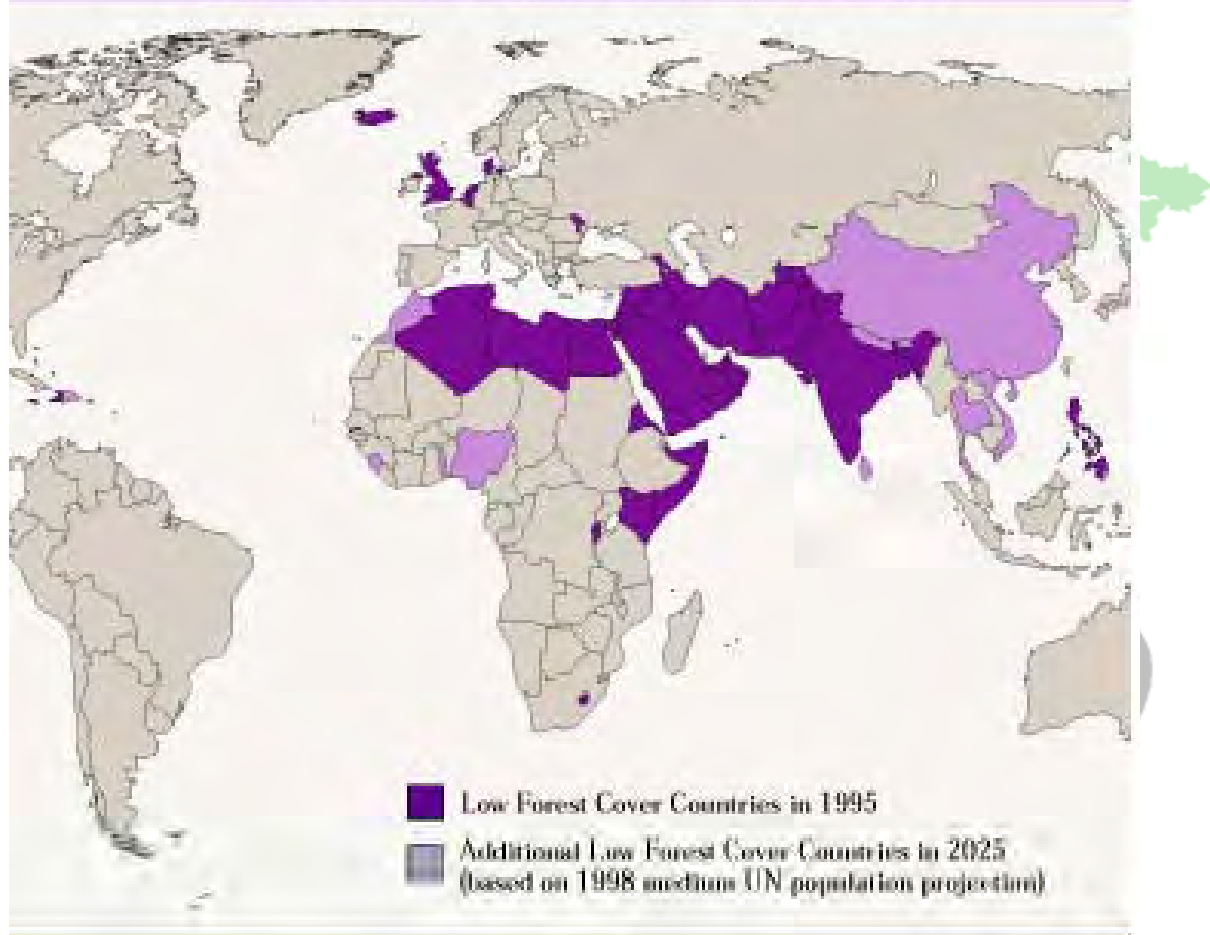 Low Forest Cover Countries in 1995
Additional Low Forest Cover Countries in 2025
(based on 1998 medium UN population projection)